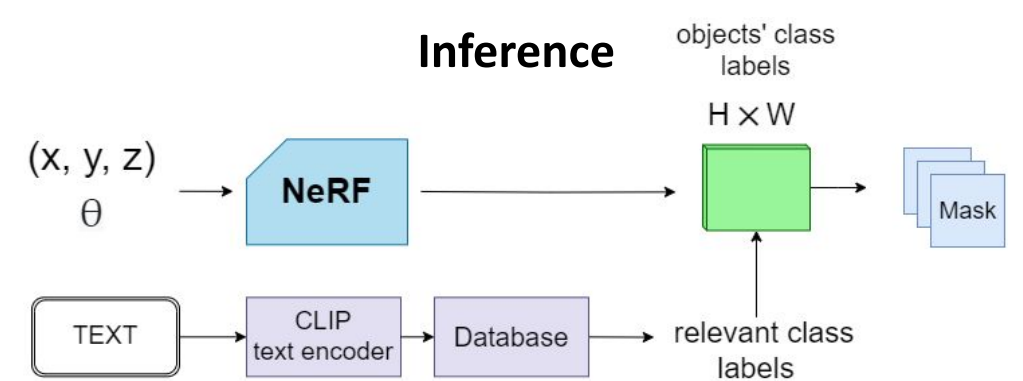 Inference
objects' class
labels
H × W
(x, y, z)
θ
NeRF
Mask
TEXT
CLIP
text encoder
Database
relevant class
labels